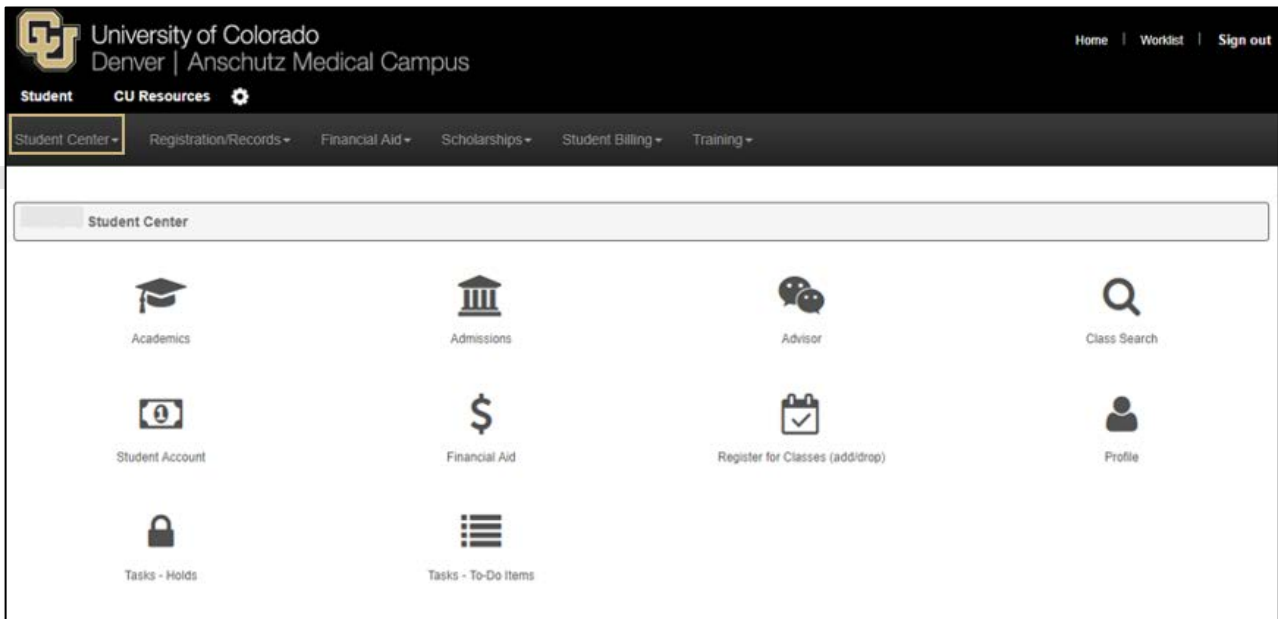 University of Colorado
Denver | Anschutz Medical Campus
Home | Worklist | Sign out
Student CU Resources
Student Center Registration/Records Financial Aid Scholarships Student Billing Training
Student Center
Academics Admissions Advisor Class Search
Student Account Financial Aid Register for Classes (add/drop) Profile
Tasks - Holds Tasks - To-Do Items